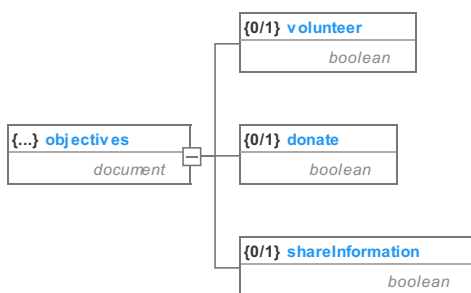 {0/1} volunteer
boolean
{...} objectives
document
{0/1} donate
boolean
{0/1} shareInformation
boolean